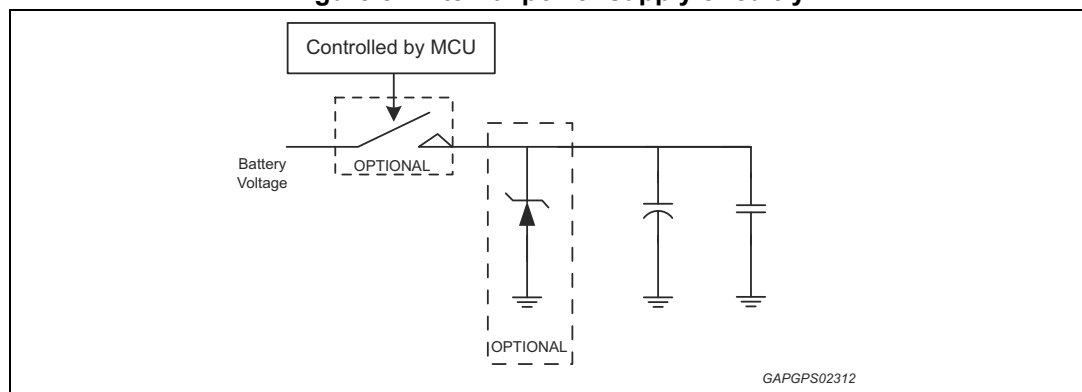 Controlled by MCU
OPTIONAL
Battery
Voltage
OPTIONAL
GAPGPS02312